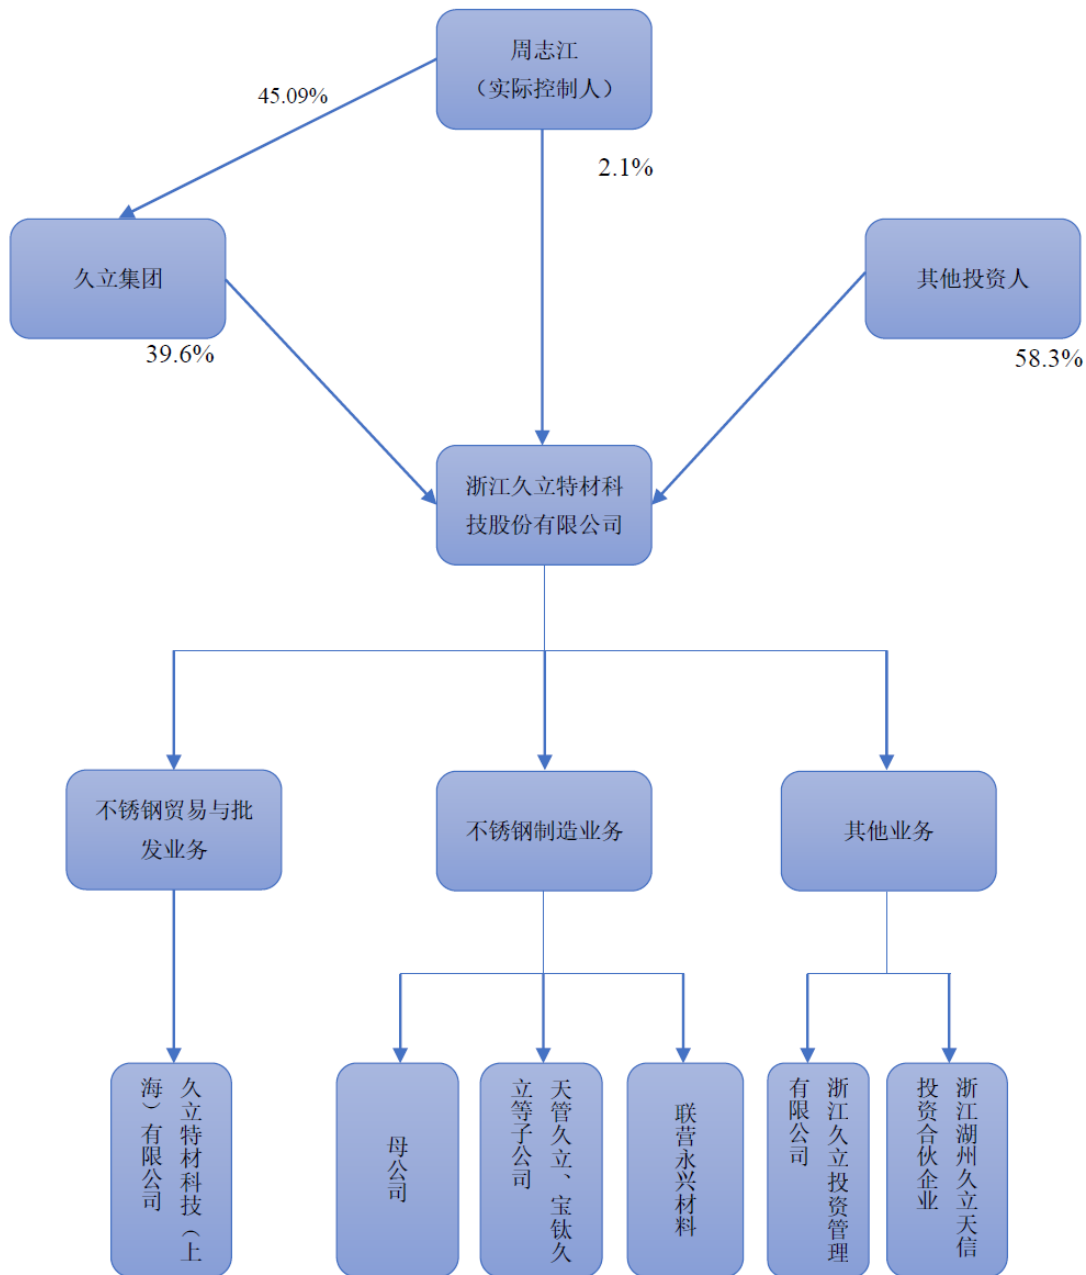 周志江
（实际控制人）
45.09%
2.1%
久立集团
其他投资人
39.6%
58.3%
浙江久立特材科
技股份有限公司
不锈钢贸易与批
发业务
不锈钢制造业务
其他业务
久立特材科技（上
海）有限公司
母公司
天管久立、宝钛久
立等子公司
联营永兴材料
浙江久立投资管理
有限公司
浙江湖州久立天信
投资合伙企业